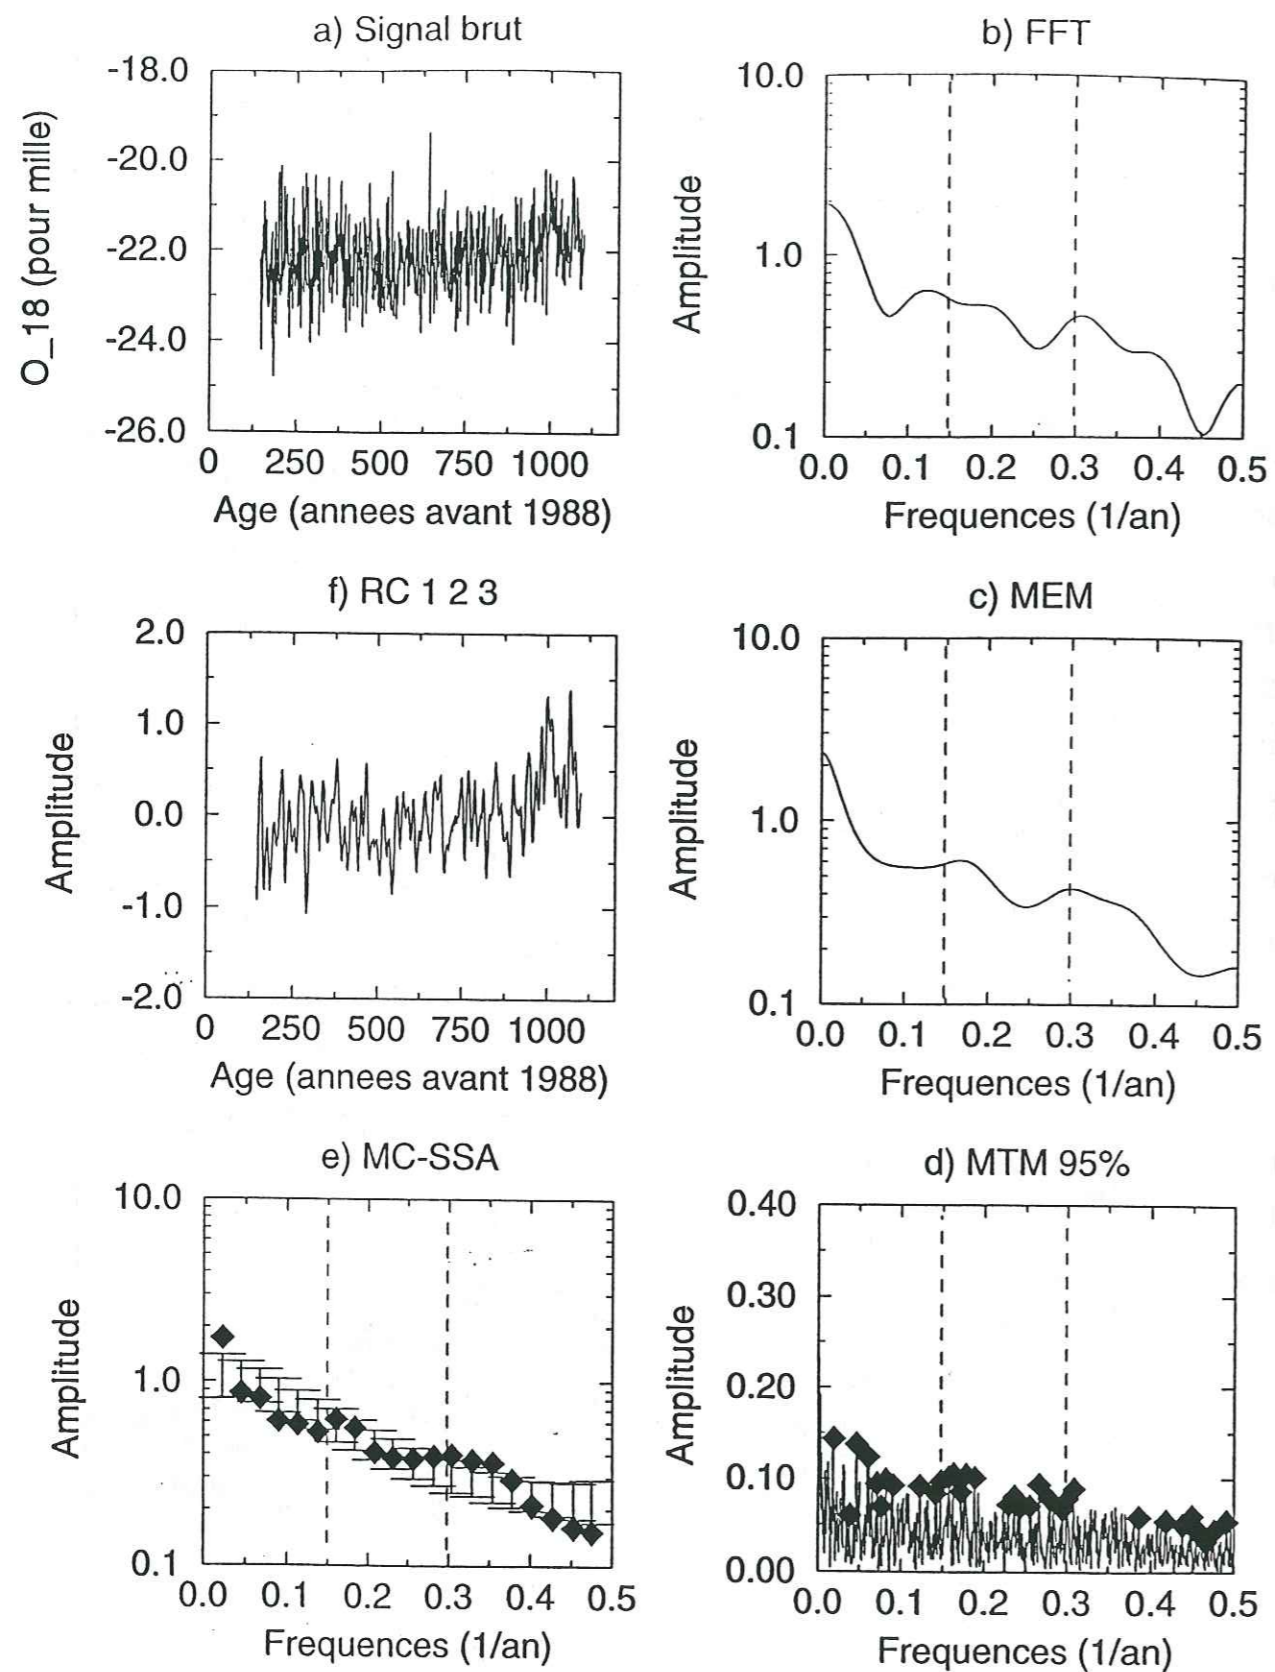 a) Signal brut
O_18 (pour mille)
-18.0
-20.0
-22.0
-24.0
-26.0
0 250 500 750 1000
Age (annees avant 1988)
b) FFT
Amplitude
10.0
1.0
0.1
0.0 0.1 0.2 0.3 0.4 0.5
Frequences (1/an)
f) RC 1 2 3
Amplitude
2.0
1.0
0.0
-1.0
-2.0
0 250 500 750 1000
Age (annees avant 1988)
c) MEM
Amplitude
10.0
1.0
0.1
0.0 0.1 0.2 0.3 0.4 0.5
Frequences (1/an)
e) MC-SSA
Amplitude
10.0
1.0
0.1
0.0 0.1 0.2 0.3 0.4 0.5
Frequences (1/an)
d) MTM 95%
Amplitude
0.40
0.30
0.20
0.10
0.00
0.0 0.1 0.2 0.3 0.4 0.5
Frequences (1/an)